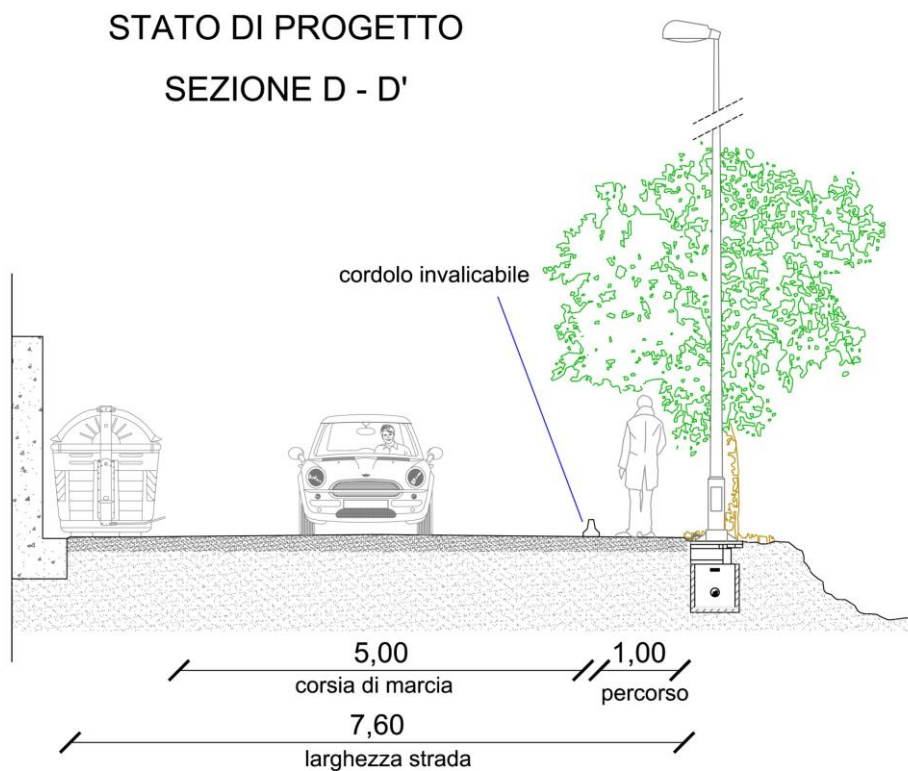 STATO DI PROGETTO
SEZIONE D - D'
cordolo invalicabile
5,00
1,00
corsia di marcia
percorso
7,60
larghezza strada